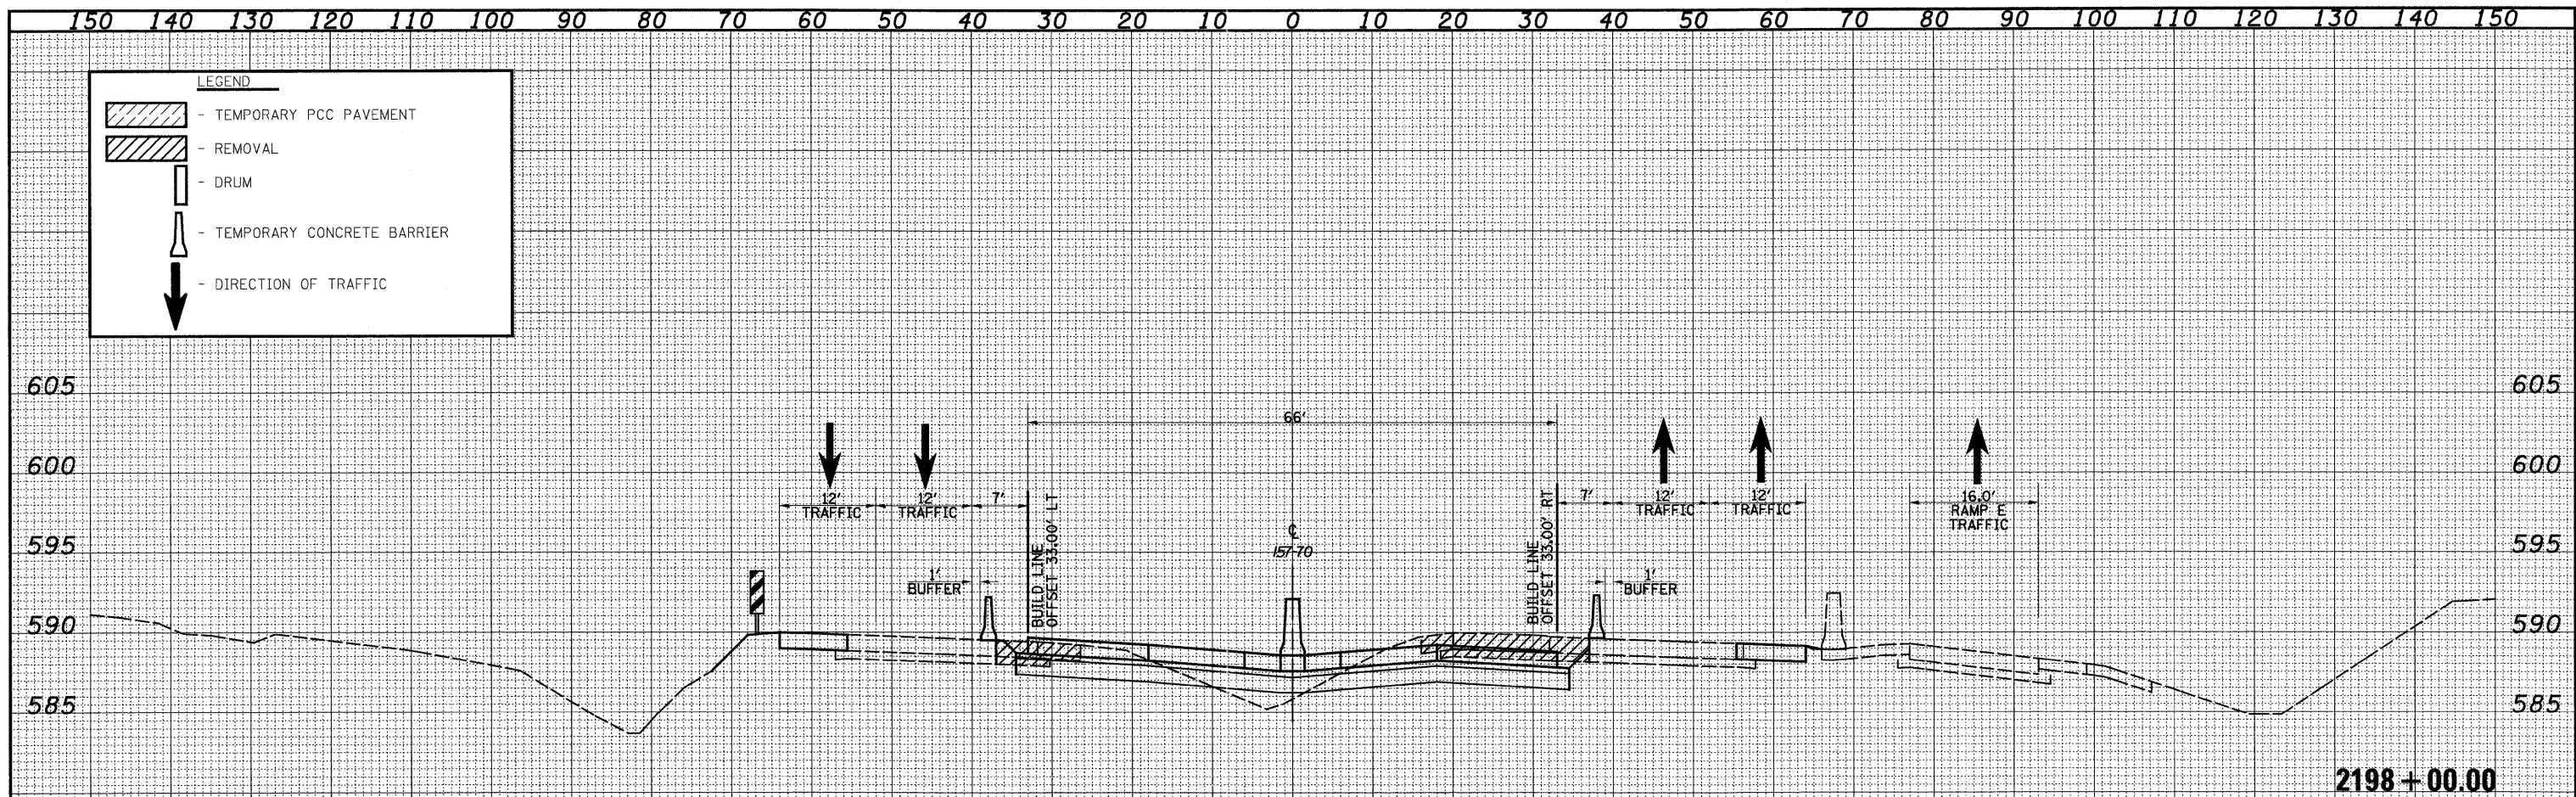 150 140 130 120 110 100 90 80 70 60 50 40 30 20 10 0 10 20 30 40 50 60 70 80 90 100 110 120 130 140 150
LEGEND
- TEMPORARY PCC PAVEMENT
- REMOVAL
- DRUM
- TEMPORARY CONCRETE BARRIER
- DIRECTION OF TRAFFIC
605 605
66'
600 600
12' 12' 7' 7' 12' 12' 16.0'
TRAFFIC TRAFFIC TRAFFIC TRAFFIC RAMP E
TRAFFIC
BUILD LINE
OFFSET 33.00' LT
℄
157-70
BUILD LINE
OFFSET 33.00' RT
595 595
1' 1'
BUFFER BUFFER
590 590
585 585
2198+00.00